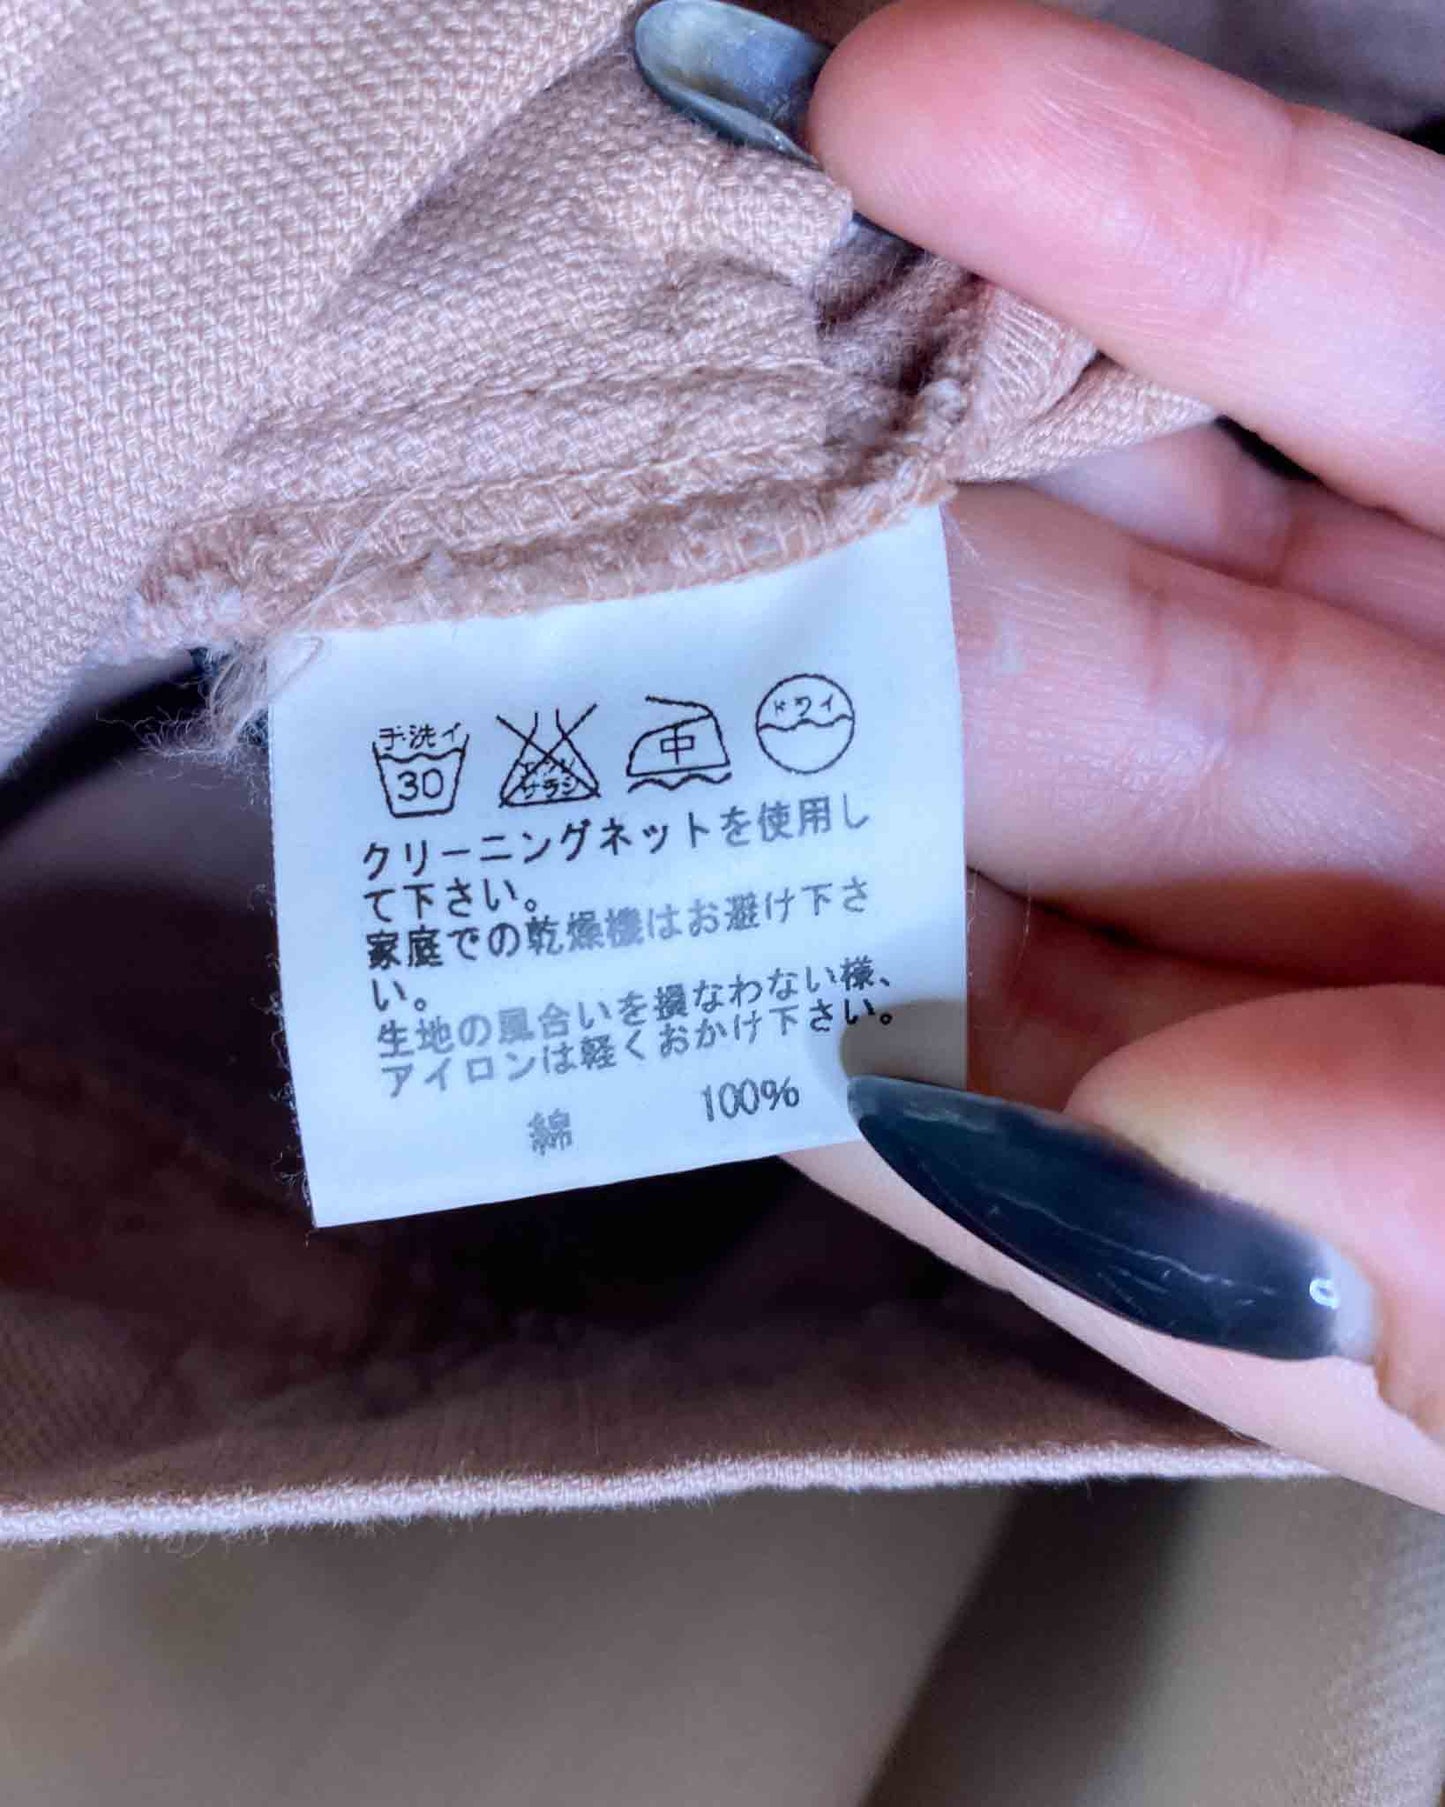 手洗イ
30
サラシ
中
ドライ
クリーニングネットを使用し
て下さい。
家庭での乾燥機はお避け下さ
い。
生地の風合いを損なわない様、
アイロンは軽くおかけ下さい。
綿 100%